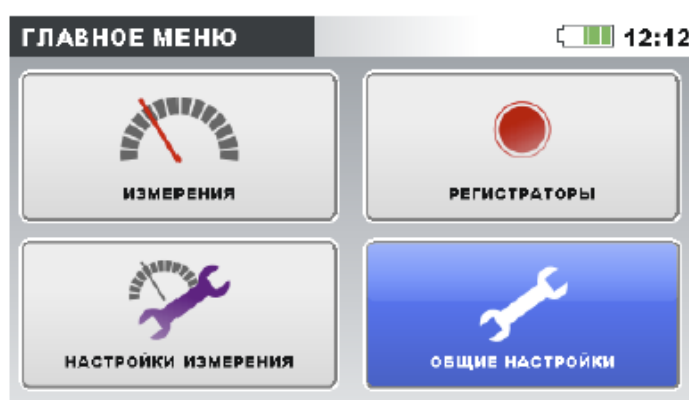 ГЛАВНОЕ МЕНЮ 12:12
ИЗМЕРЕНИЯ
РЕГИСТРАТОРЫ
НАСТРОЙКИ ИЗМЕРЕНИЯ
ОБЩИЕ НАСТРОЙКИ